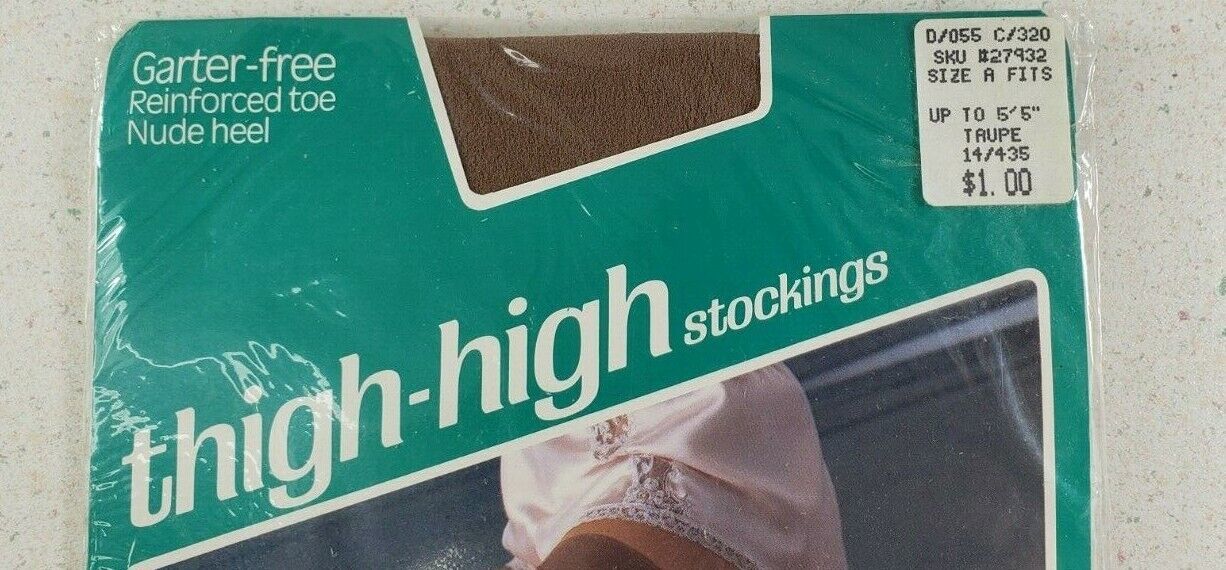 Garter-free
Reinforced toe
Nude heel
D/055 C/320
SKU #27932
SIZE A FITS
UP TO 5'5"
TAUPE
14/435
$1.00
thigh-high stockings